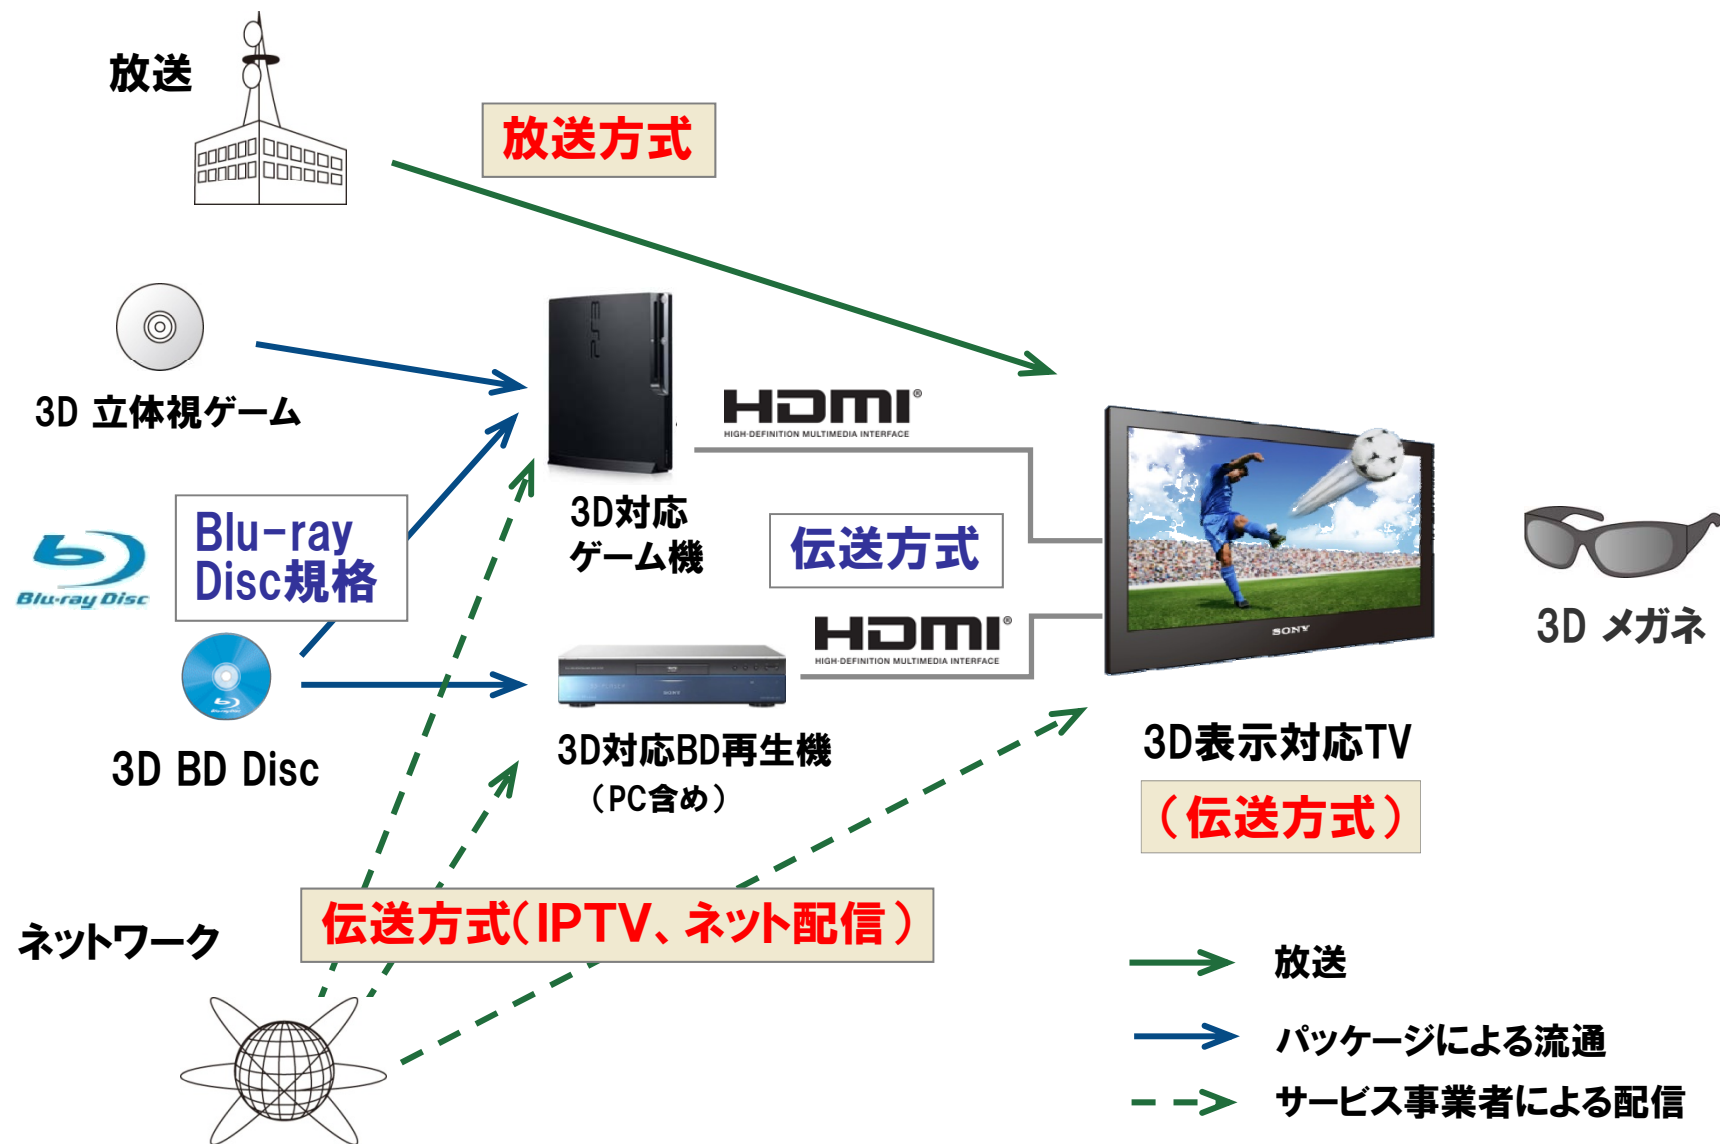 放送
放送方式
3D 立体視ゲーム
HDMI®
HIGH-DEFINITION MULTIMEDIA INTERFACE
3D対応
ゲーム機
Blu-ray Disc
Blu-ray
Disc規格
伝送方式
HDMI®
HIGH-DEFINITION MULTIMEDIA INTERFACE
SONY
SONY
3D メガネ
3D BD Disc
3D対応BD再生機
（PC含め）
3D表示対応TV
（伝送方式）
伝送方式（IPTV、ネット配信）
ネットワーク
放送
パッケージによる流通
サービス事業者による配信